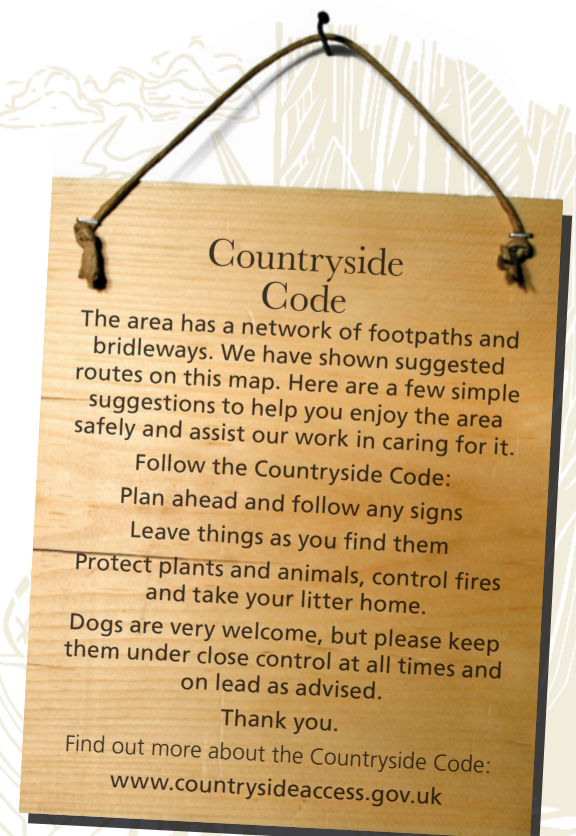 Countryside
Code
The area has a network of footpaths and
bridleways. We have shown suggested
routes on this map. Here are a few simple
suggestions to help you enjoy the area
safely and assist our work in caring for it.
Follow the Countryside Code:
Plan ahead and follow any signs
Leave things as you find them
Protect plants and animals, control fires
and take your litter home.
Dogs are very welcome, but please keep
them under close control at all times and
on lead as advised.
Thank you.
Find out more about the Countryside Code:
www.countrysideaccess.gov.uk